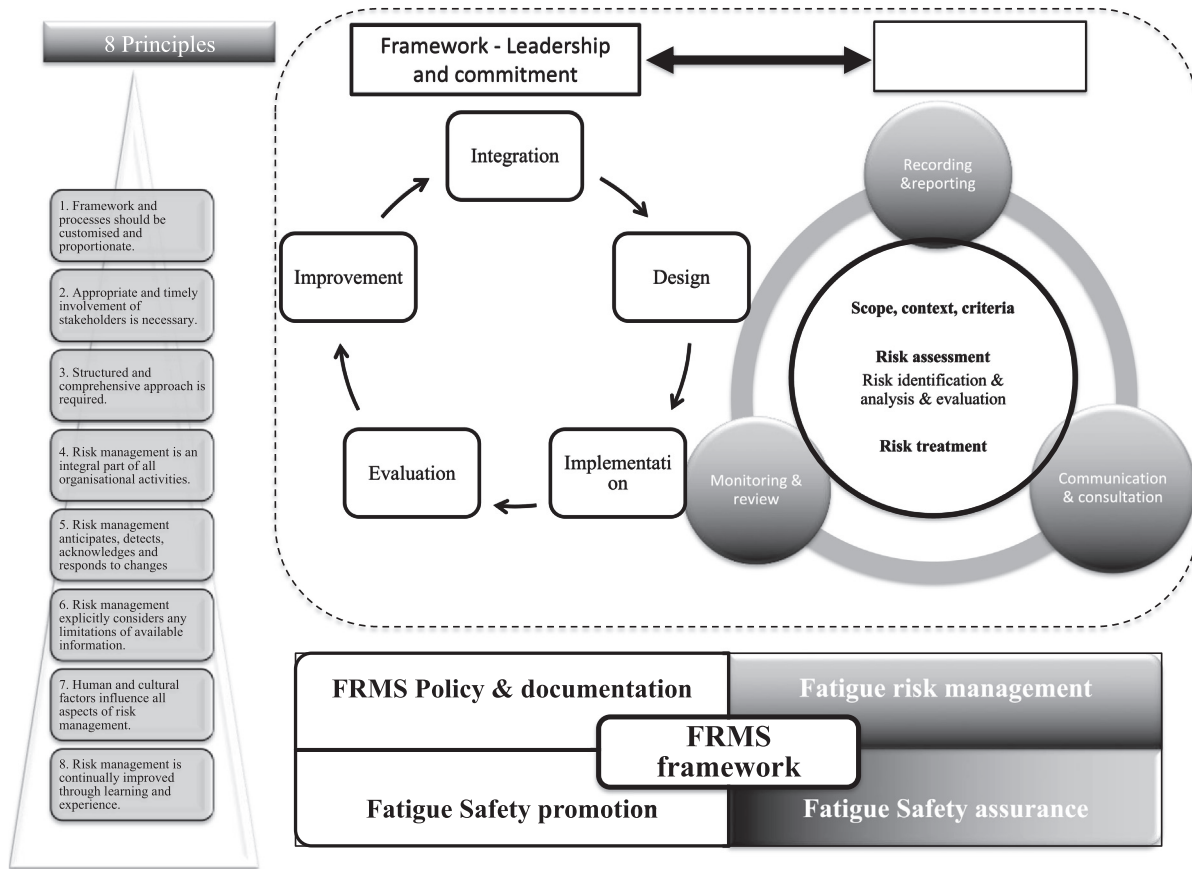 8 Principles
1. Framework and
processes should be
customised and
proportionate.
2. Appropriate and timely
involvement of
stakeholders is necessary.
3. Structured and
comprehensive approach is
required.
4. Risk management is an
integral part of all
organisational activities.
5. Risk management
anticipates, detects,
acknowledges and
responds to changes
6. Risk management
explicitly considers any
limitations of available
information.
7. Human and cultural
factors influence all
aspects of risk
management.
8. Risk management is
continually improved
through learning and
experience.
Framework - Leadership
and commitment
Integration
Design
Implementati
on
Evaluation
Improvement
Recording
&reporting
Scope, context, criteria
Risk assessment
Risk identification &
analysis & evaluation
Risk treatment
Monitoring &
review
Communication
& consultation
FRMS Policy & documentation
Fatigue risk management
FRMS
framework
Fatigue Safety promotion
Fatigue Safety assurance